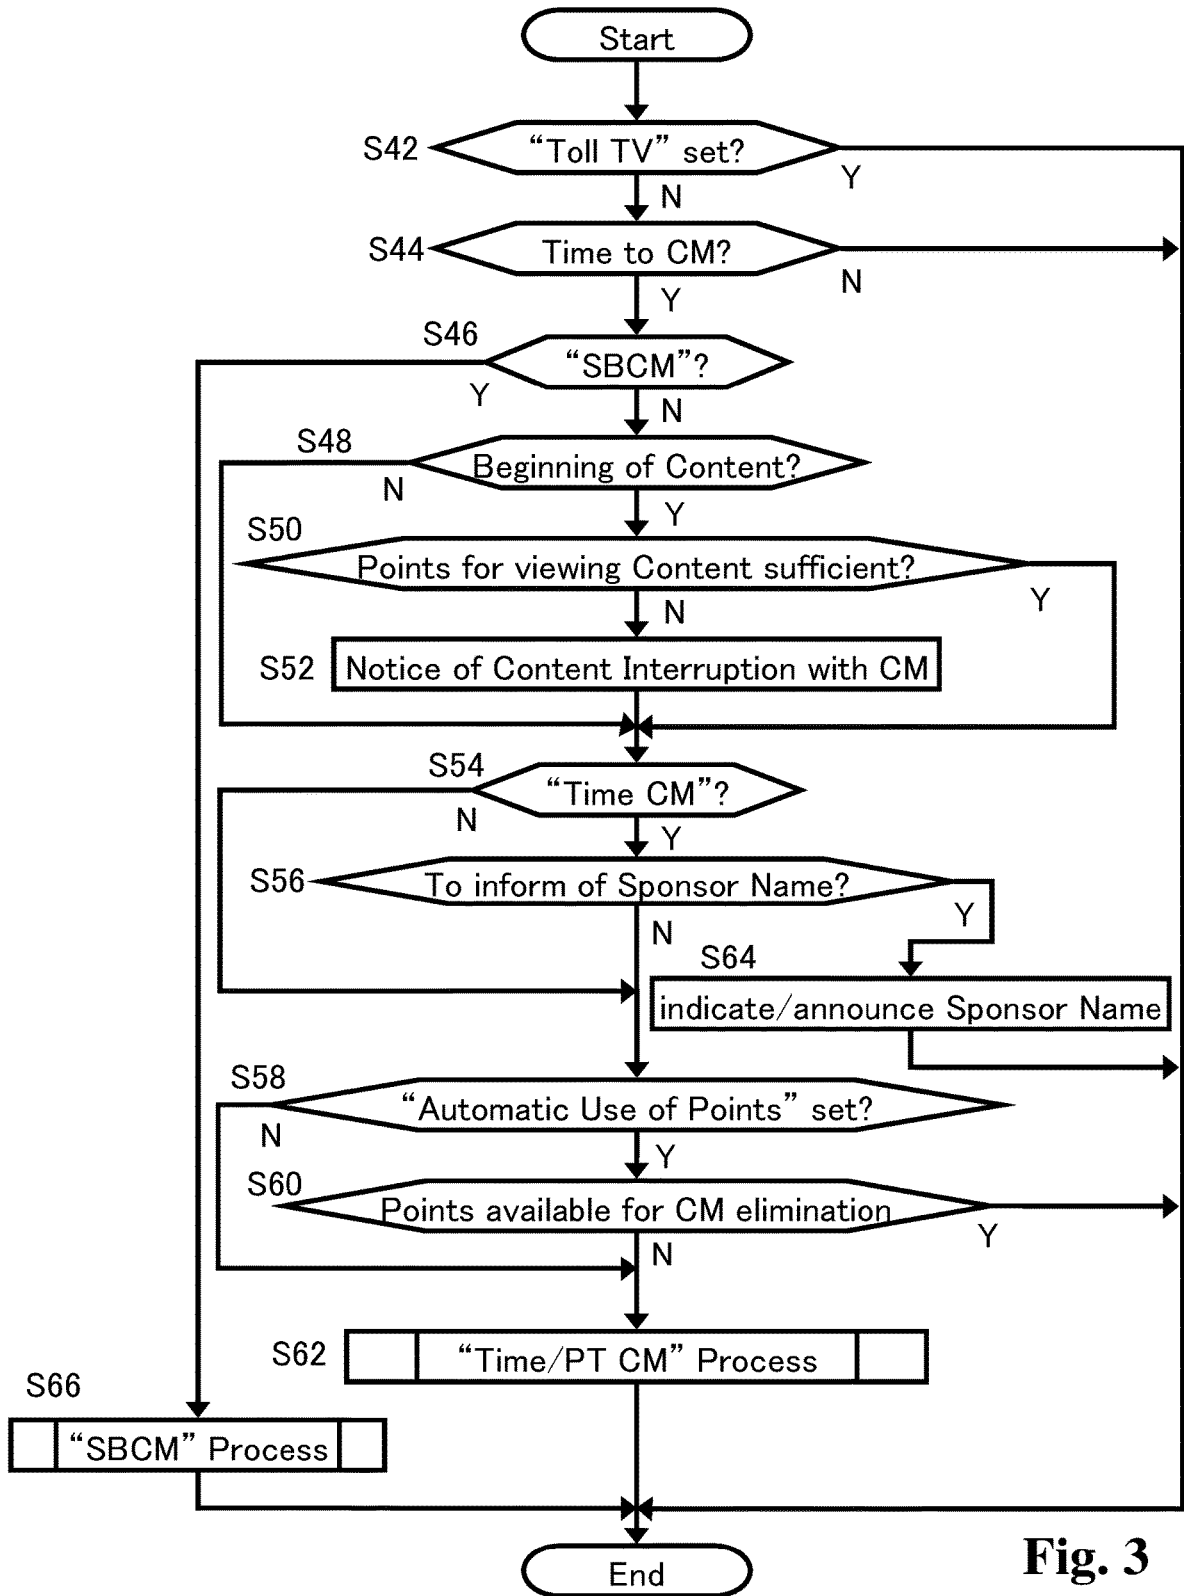 Start
S42
“Toll TV” set?
Y
N
S44
Time to CM?
N
Y
S46
“SBCM”?
Y
N
S48
Beginning of Content?
N
Y
S50
Points for viewing Content sufficient?
Y
N
S52
Notice of Content Interruption with CM
S54
“Time CM”?
N
Y
S56
To inform of Sponsor Name?
Y
N
S64
indicate/announce Sponsor Name
S58
“Automatic Use of Points” set?
N
Y
S60
Points available for CM elimination
Y
N
S62
“Time/PT CM” Process
S66
“SBCM” Process
End
Fig. 3